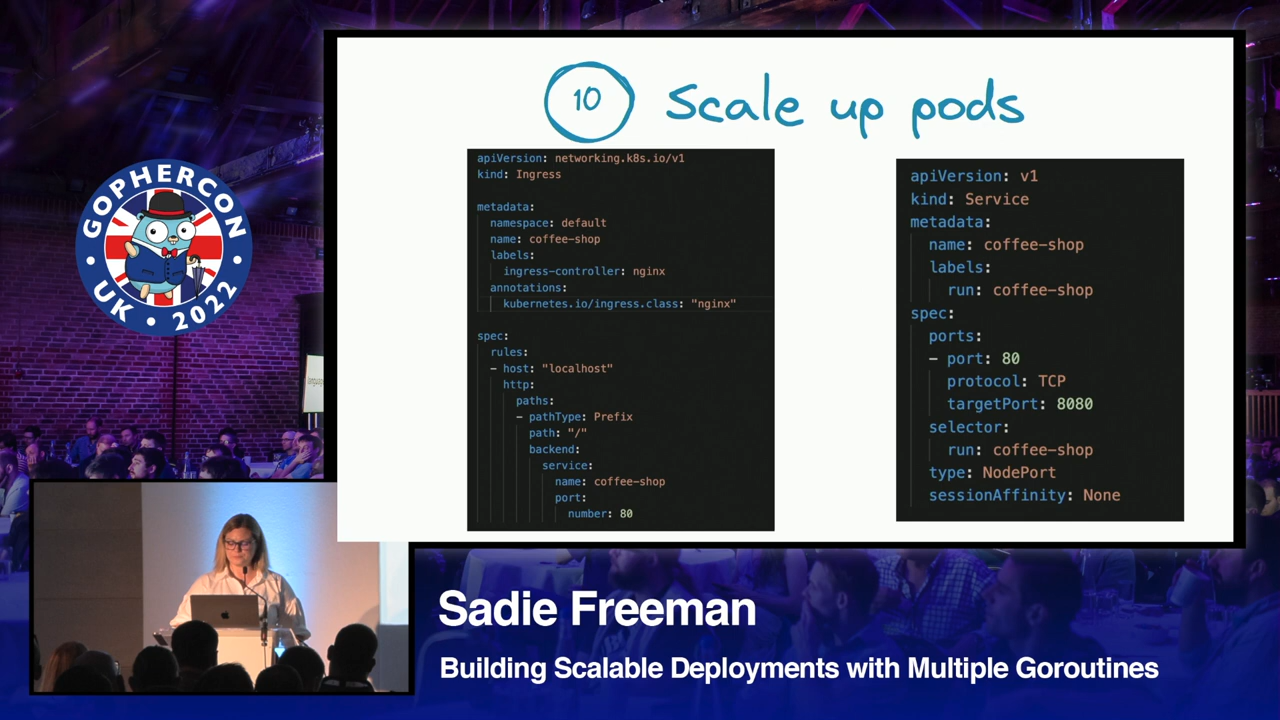 GOPHERCON
UK • 2022
10 Scale up pods
apiVersion: networking.k8s.io/v1
kind: Ingress
metadata:
namespace: default
name: coffee-shop
labels:
ingress-controller: nginx
annotations:
kubernetes.io/ingress.class: "nginx"
spec:
rules:
- host: "localhost"
http:
paths:
- pathType: Prefix
path: "/"
backend:
service:
name: coffee-shop
port:
number: 80
apiVersion: v1
kind: Service
metadata:
name: coffee-shop
labels:
run: coffee-shop
spec:
ports:
- port: 80
protocol: TCP
targetPort: 8080
selector:
run: coffee-shop
type: NodePort
sessionAffinity: None
Sadie Freeman
Building Scalable Deployments with Multiple Goroutines